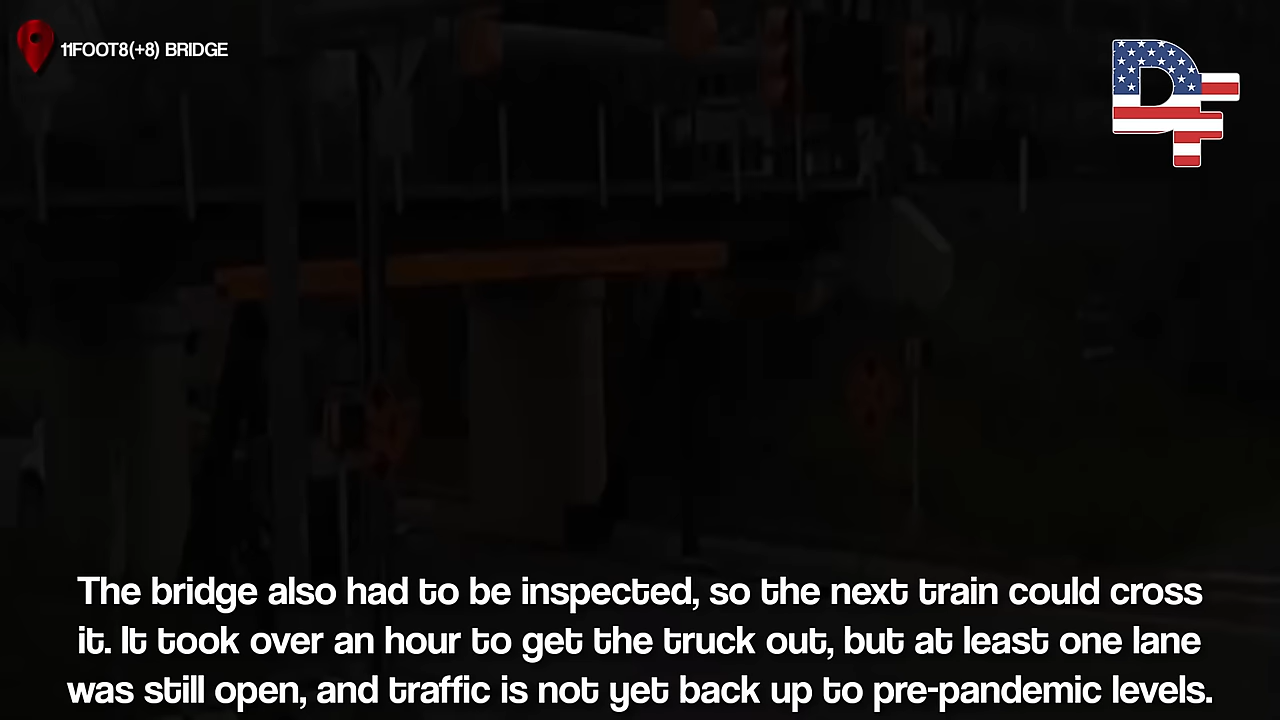 11FOOT8(+8) BRIDGE
DF
The bridge also had to be inspected, so the next train could cross
it. It took over an hour to get the truck out, but at least one lane
was still open, and traffic is not yet back up to pre-pandemic levels.